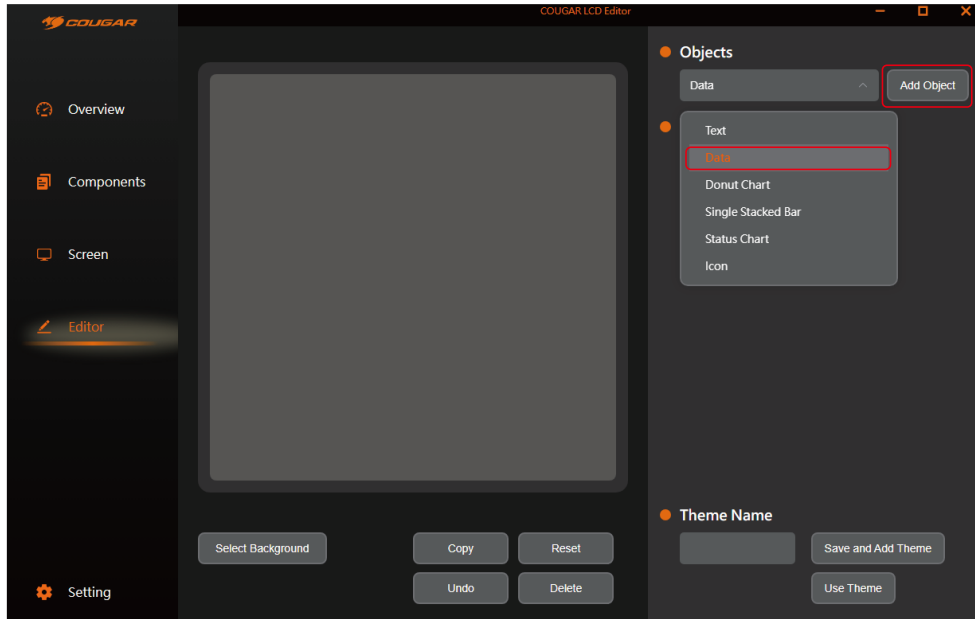 COUGAR
COUGAR LCD Editor
Overview
Components
Screen
Editor
Setting
Select Background
Copy
Reset
Undo
Delete
Objects
Data
Add Object
Text
Data
Donut Chart
Single Stacked Bar
Status Chart
Icon
Theme Name
Save and Add Theme
Use Theme